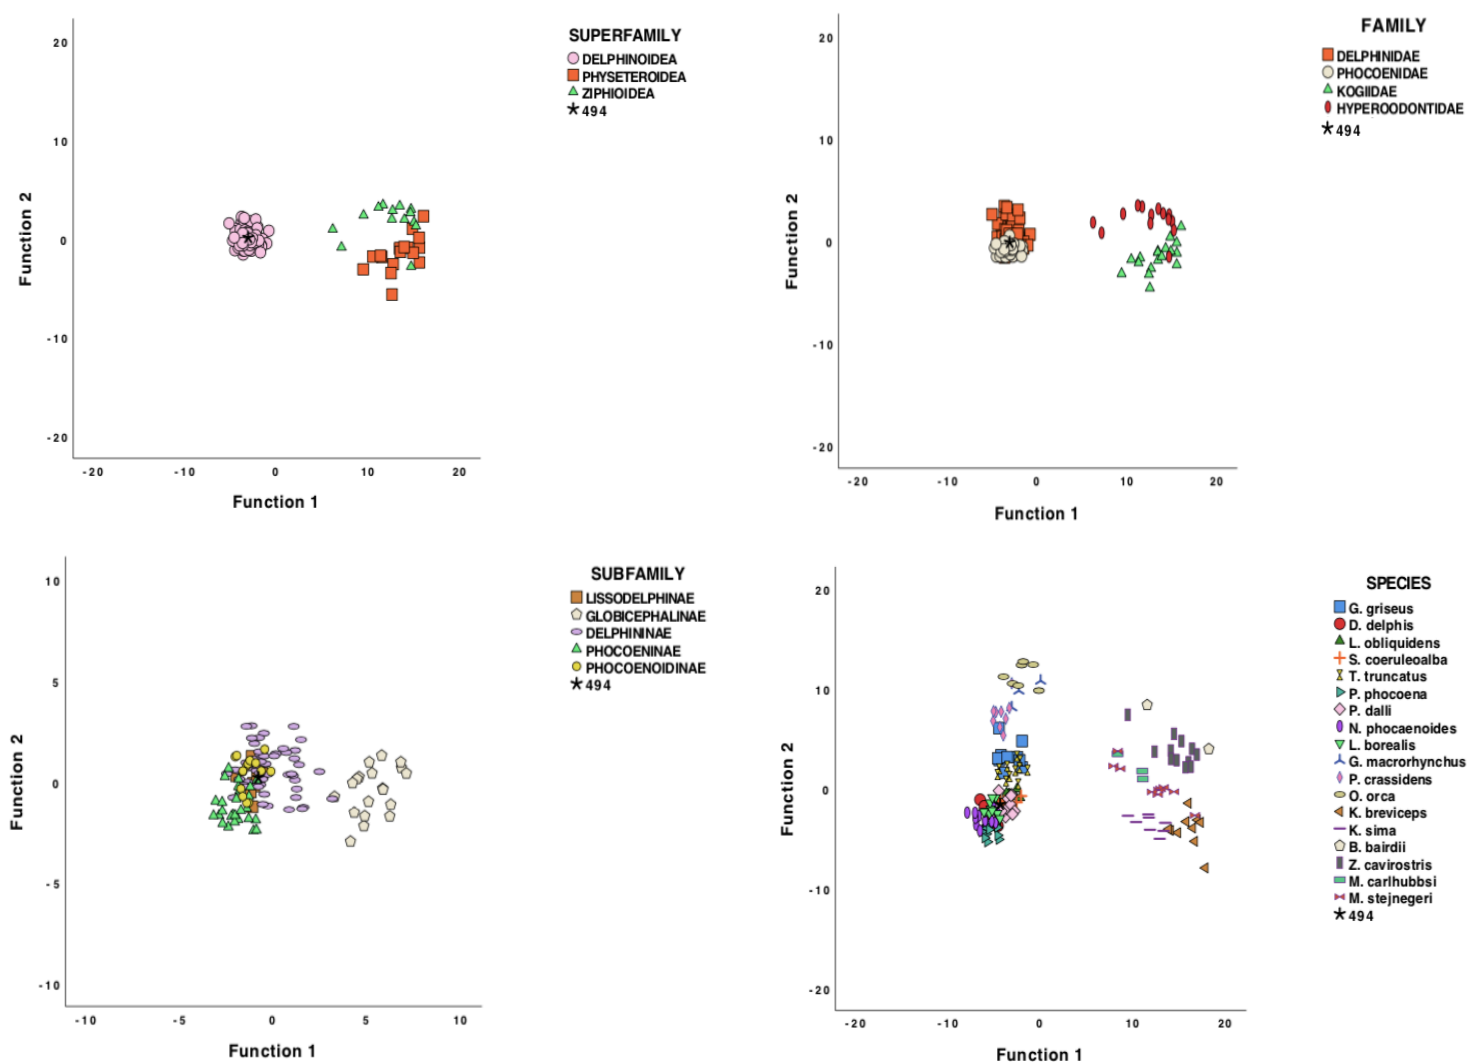 SUPERFAMILY
DELPHINOIDEA
PHYSETEROIDEA
ZIPHIOIDEA
494
20
10
0
-10
-20
-20
-10
0
10
20
Function 2
Function 1
FAMILY
DELPHINIDAE
PHOCOENIDAE
KOGIIDAE
HYPEROODONTIDAE
494
20
10
0
-10
-20
-20
-10
0
10
20
Function 2
Function 1
SUBFAMILY
LISSODELPHINAE
GLOBICEPHALINAE
DELPHININAE
PHOCOENINAE
PHOCOENOIDINAE
494
10
5
0
-5
-10
-10
-5
0
5
10
Function 2
Function 1
SPECIES
G. griseus
D. delphis
L. obliquidens
S. coeruleoalba
T. truncatus
P. phocoena
P. dalli
N. phocaenoides
L. borealis
G. macrorhynchus
P. crassidens
O. orca
K. breviceps
K. sima
B. bairdii
Z. cavirostris
M. carlhubbsi
M. stejnegeri
494
20
10
0
-10
-20
-20
-10
0
10
20
Function 2
Function 1